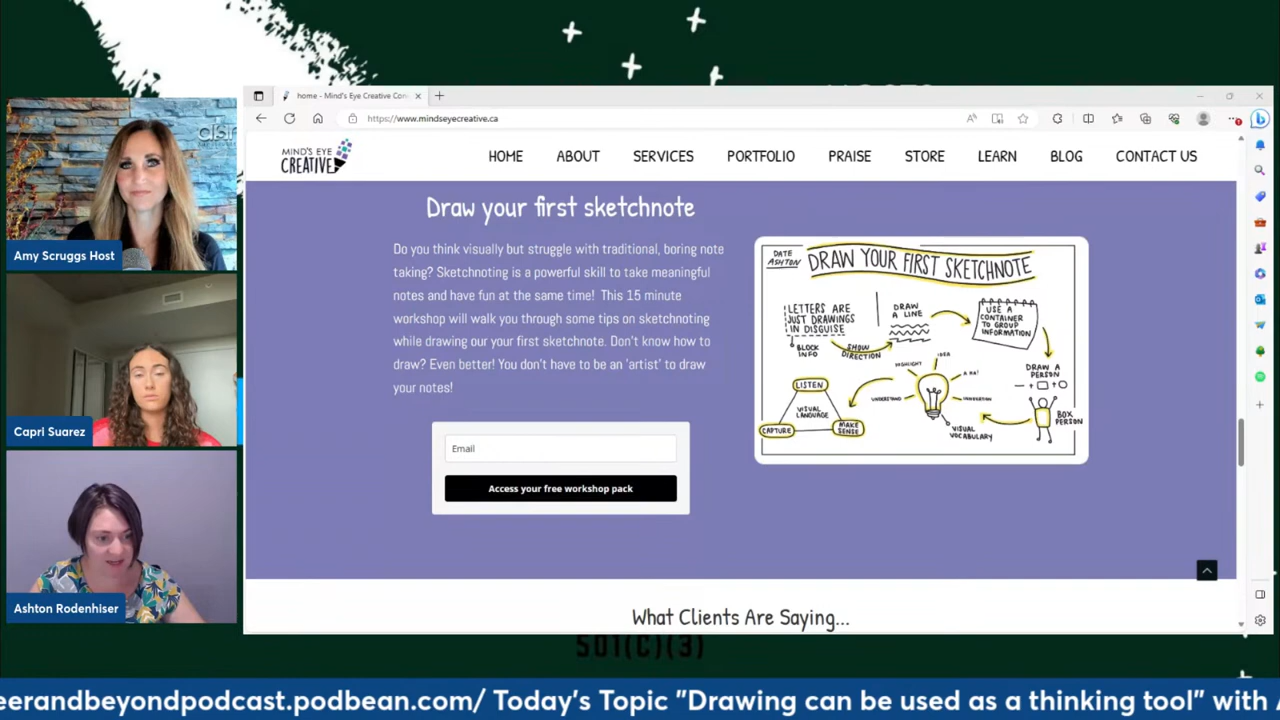 home - Mind's Eye Creative Con
https://www.mindseyecreative.ca
MIND'S EYE
CREATIVE
HOME
ABOUT
SERVICES
PORTFOLIO
PRAISE
STORE
LEARN
BLOG
CONTACT US
Draw your first sketchnote
Do you think visually but struggle with traditional, boring note
taking? Sketchnoting is a powerful skill to take meaningful
notes and have fun at the same time! This 15 minute
workshop will walk you through some tips on sketchnoting
while drawing our your first sketchnote. Don't know how to
draw? Even better! You don't have to be an 'artist' to draw
your notes!
Email
Access your free workshop pack
DATE
ASHTON
DRAW YOUR FIRST SKETCHNOTE
LETTERS ARE
JUST DRAWINGS
IN DISGUISE
BLOCK
INFO
SHOW
DIRECTION
DRAW
A LINE
USE A
CONTAINER
TO GROUP
INFORMATION
DRAW A
PERSON
BOX
PERSON
HIGHLIGHT
IDEA
A HA!
UNDERSTAND
VISUAL
VOCABULARY
LISTEN
VISUAL
LANGUAGE
CAPTURE
MAKE
SENSE
What Clients Are Saying...
Amy Scruggs Host
Capri Suarez
Ashton Rodenhiser
501(C)(3)
eerandbeyondpodcast.podbean.com/ Today's Topic "Drawing can be used as a thinking tool" with